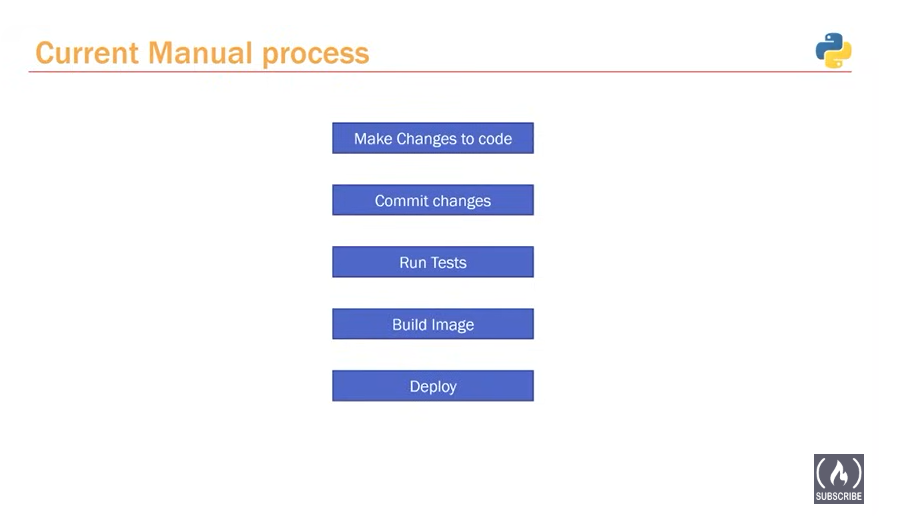 Current Manual process
Make Changes to code
Commit changes
Run Tests
Build Image
Deploy
SUBSCRIBE